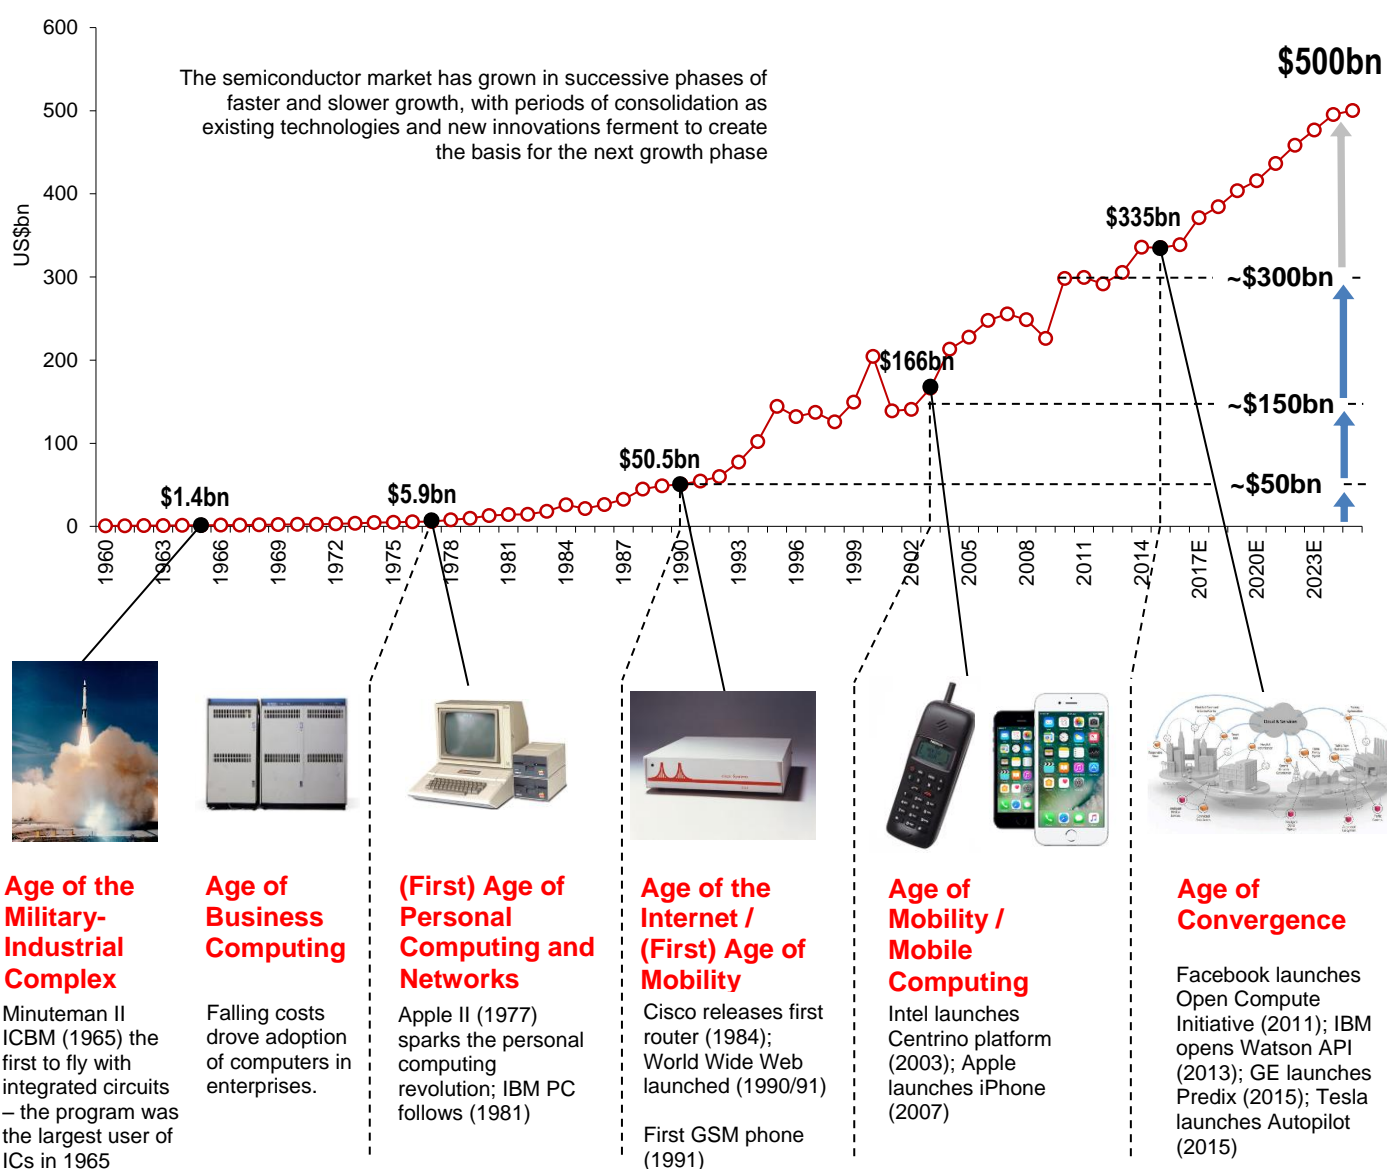 600
500
400
300
200
100
0
US$bn
The semiconductor market has grown in successive phases of
faster and slower growth, with periods of consolidation as
existing technologies and new innovations ferment to create
the basis for the next growth phase
$500bn
$335bn
~$300bn
$166bn
~$150bn
$50.5bn
~$50bn
$5.9bn
$1.4bn
1960
1963
1966
1969
1972
1975
1978
1981
1984
1987
1990
1993
1996
1999
2002
2005
2008
2011
2014
2017E
2020E
2023E
Cloud & Services
Age of the
Military-
Industrial
Complex
Minuteman II
ICBM (1965) the
first to fly with
integrated circuits
– the program was
the largest user of
ICs in 1965
Age of
Business
Computing
Falling costs
drove adoption
of computers in
enterprises.
(First) Age of
Personal
Computing and
Networks
Apple II (1977)
sparks the personal
computing
revolution; IBM PC
follows (1981)
Age of the
Internet /
(First) Age of
Mobility
Cisco releases first
router (1984);
World Wide Web
launched (1990/91)
First GSM phone
(1991)
Age of
Mobility /
Mobile
Computing
Intel launches
Centrino platform
(2003); Apple
launches iPhone
(2007)
Age of
Convergence
Facebook launches
Open Compute
Initiative (2011); IBM
opens Watson API
(2013); GE launches
Predix (2015); Tesla
launches Autopilot
(2015)